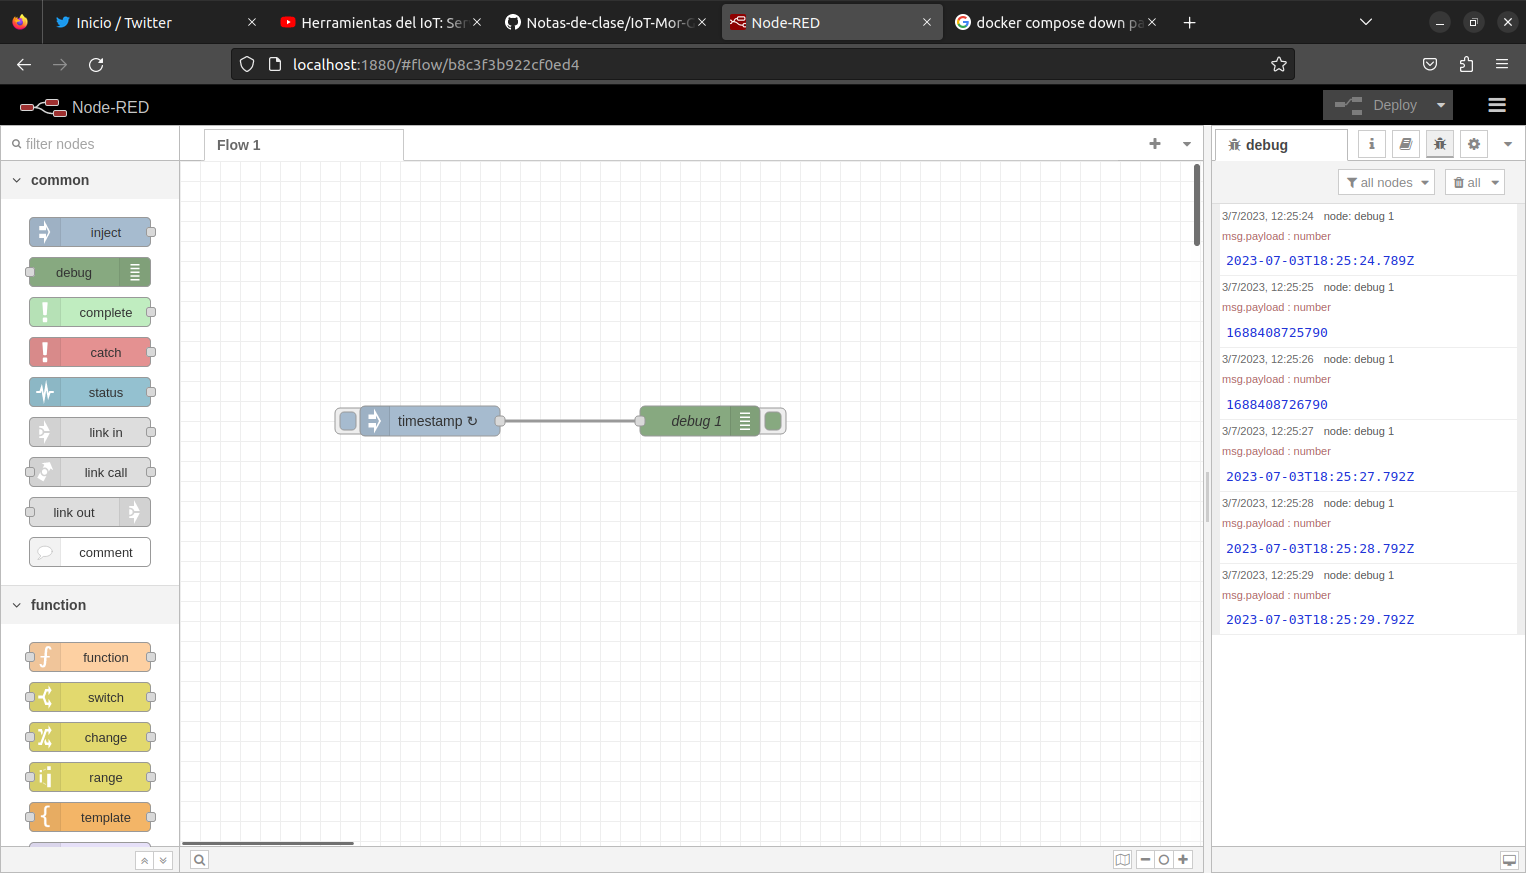 Inicio / Twitter
Herramientas del IoT: Ser
Notas-de-clase/IoT-Mor-C
Node-RED
docker compose down pa
localhost:1880/#flow/b8c3f3b922cf0ed4
Node-RED
Deploy
filter nodes
Flow 1
debug
all nodes
all
common
inject
debug
complete
catch
status
link in
link call
link out
comment
function
function
switch
change
range
template
timestamp ↻
debug 1
3/7/2023, 12:25:24 node: debug 1
msg.payload : number
2023-07-03T18:25:24.789Z
3/7/2023, 12:25:25 node: debug 1
msg.payload : number
1688408725790
3/7/2023, 12:25:26 node: debug 1
msg.payload : number
1688408726790
3/7/2023, 12:25:27 node: debug 1
msg.payload : number
2023-07-03T18:25:27.792Z
3/7/2023, 12:25:28 node: debug 1
msg.payload : number
2023-07-03T18:25:28.792Z
3/7/2023, 12:25:29 node: debug 1
msg.payload : number
2023-07-03T18:25:29.792Z